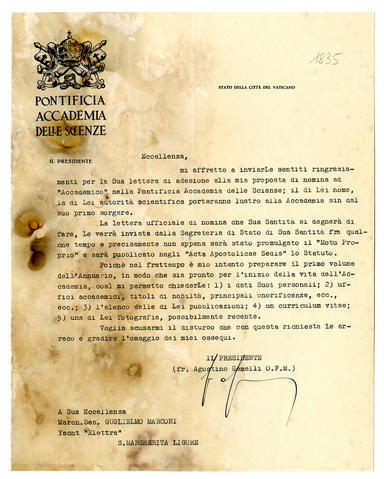 1835
PONTIFICIA
ACCADEMIA
DELLE SCIENZE
STATO DELLA CITTÀ DEL VATICANO
IL PRESIDENTE
Eccellenza,
mi affretto a inviarLe sentiti ringrazia-
menti per la Sua lettera di adesione alla mia proposta di nomina ad
"Accademico" nella Pontificia Accademia delle Scienze; il di Lei nome,
la di Lei autorità scientifica porteranno lustro alla Accademia sin dal
suo primo sorgere.
La lettera ufficiale di nomina che Sua Santità si degnerà di
fare, Le verrà inviata dalla Segreteria di Stato di Sua Santità fra qual
che tempo e precisamente non appena sarà stato promulgato il "Motu Pro-
prio" e sarà pubblicato negli "Acta Apostolicae Sedis" lo Statuto.
Poichè nel frattempo è mio intento preparare il primo volume
dell'Annuario, in modo che sia pronto per l'inizio della vita dell'Ac-
cademia, così mi permetto chiederLe: 1) i dati Suoi personali; 2) uf-
fici accademici, titoli di nobiltà, principali onorificenze, ecc.,
ecc.; 3) l'elenco delle di Lei pubblicazioni; 4) un curriculum vitae;
5) una di Lei fotografia, possibilmente recente.
Voglia scusarmi il disturbo che con questa richiesta Le ar-
reco e gradire l'omaggio dei miei ossequi.
IL PRESIDENTE
(fr. Agostino Gemelli O.F.M.)
A Sua Eccellenza
Maron.Sen. GUGLIELMO MARCONI
Yacht "Elettra"
S.MARGHERITA LIGURE